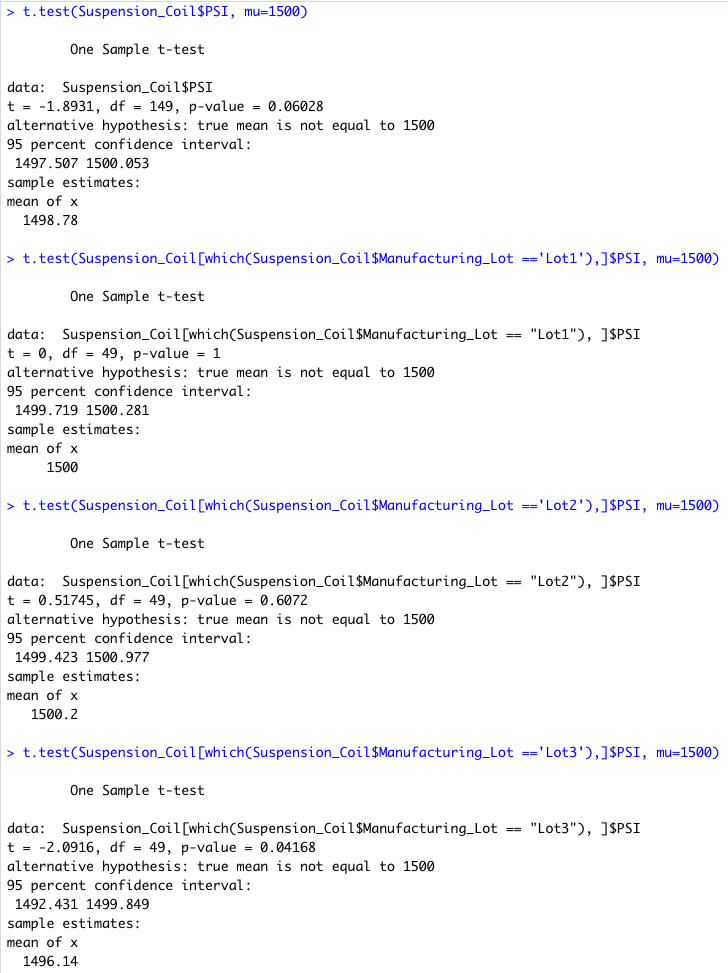 > t.test(Suspension_Coil$PSI, mu=1500)
One Sample t-test
data:  Suspension_Coil$PSI
t = -1.8931, df = 149, p-value = 0.06028
alternative hypothesis: true mean is not equal to 1500
95 percent confidence interval:
1497.507 1500.053
sample estimates:
mean of x
1498.78
> t.test(Suspension_Coil[which(Suspension_Coil$Manufacturing_Lot =='Lot1'),]$PSI, mu=1500)
One Sample t-test
data:  Suspension_Coil[which(Suspension_Coil$Manufacturing_Lot == "Lot1"), ]$PSI
t = 0, df = 49, p-value = 1
alternative hypothesis: true mean is not equal to 1500
95 percent confidence interval:
1499.719 1500.281
sample estimates:
mean of x
1500
> t.test(Suspension_Coil[which(Suspension_Coil$Manufacturing_Lot =='Lot2'),]$PSI, mu=1500)
One Sample t-test
data:  Suspension_Coil[which(Suspension_Coil$Manufacturing_Lot == "Lot2"), ]$PSI
t = 0.51745, df = 49, p-value = 0.6072
alternative hypothesis: true mean is not equal to 1500
95 percent confidence interval:
1499.423 1500.977
sample estimates:
mean of x
1500.2
> t.test(Suspension_Coil[which(Suspension_Coil$Manufacturing_Lot =='Lot3'),]$PSI, mu=1500)
One Sample t-test
data:  Suspension_Coil[which(Suspension_Coil$Manufacturing_Lot == "Lot3"), ]$PSI
t = -2.0916, df = 49, p-value = 0.04168
alternative hypothesis: true mean is not equal to 1500
95 percent confidence interval:
1492.431 1499.849
sample estimates:
mean of x
1496.14